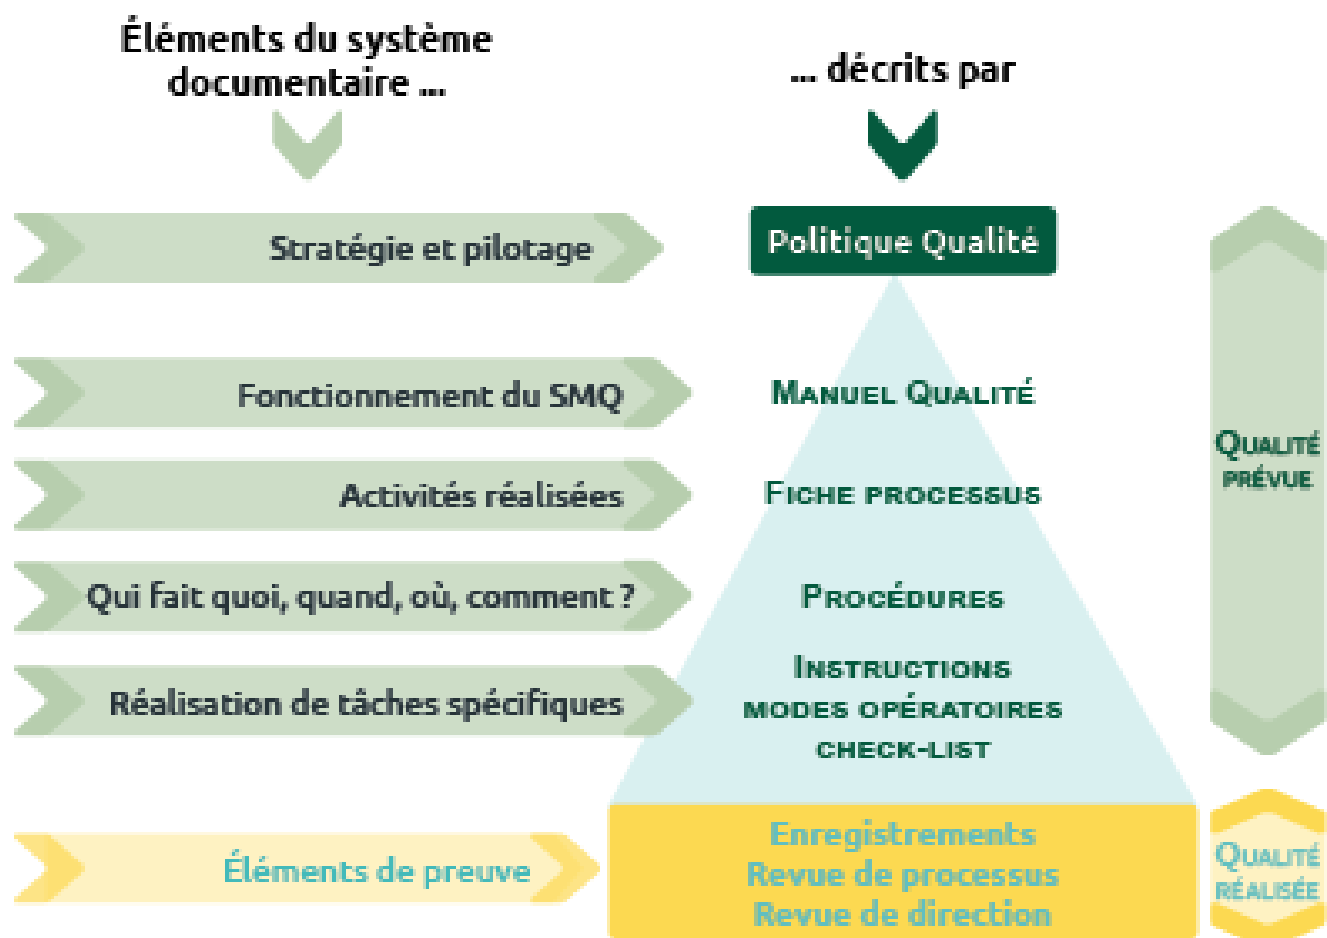 Éléments du système
documentaire ...
... décrits par
Stratégie et pilotage
Politique Qualité
Fonctionnement du SMQ
MANUEL QUALITÉ
Activités réalisées
FICHE PROCESSUS
Qui fait quoi, quand, où, comment ?
PROCÉDURES
Réalisation de tâches spécifiques
INSTRUCTIONS
MODES OPÉRATOIRES
CHECK-LIST
QUALITÉ
PRÉVUE
Éléments de preuve
Enregistrements
Revue de processus
Revue de direction
QUALITÉ
RÉALISÉE